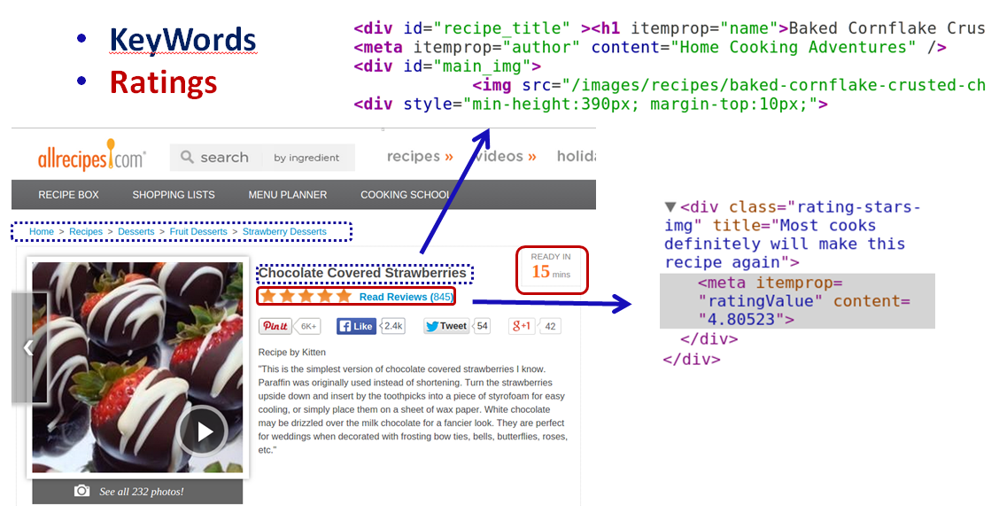 • KeyWords
• Ratings
<div id="recipe_title" ><h1 itemprop="name">Baked Cornflake Crus
<meta itemprop="author" content="Home Cooking Adventures" />
<div id="main_img">
<img src="/images/recipes/baked-cornflake-crusted-ch
<div style="min-height:390px; margin-top:10px;">
allrecipes.com
search by ingredient
recipes » videos » holida
RECIPE BOX SHOPPING LISTS MENU PLANNER COOKING SCHOOL
Home > Recipes > Desserts > Fruit Desserts > Strawberry Desserts
Chocolate Covered Strawberries
READY IN
15 mins
Read Reviews (845)
Pin it 6K+ Like 2.4k Tweet 54 g+1 42
Recipe by Kitten
"This is the simplest version of chocolate covered strawberries I know.
Paraffin was originally used instead of shortening. Turn the strawberries
upside down and insert by the toothpicks into a piece of styrofoam for easy
cooling, or simply place them on a sheet of wax paper. White chocolate
may be drizzled over the milk chocolate for a fancier look. They are perfect
for weddings when decorated with frosting bow ties, bells, butterflies, roses,
etc."
See all 232 photos!
▼<div class="rating-stars-
img" title="Most cooks
definitely will make this
recipe again">
<meta itemprop=
"ratingValue" content=
"4.80523">
</div>
</div>